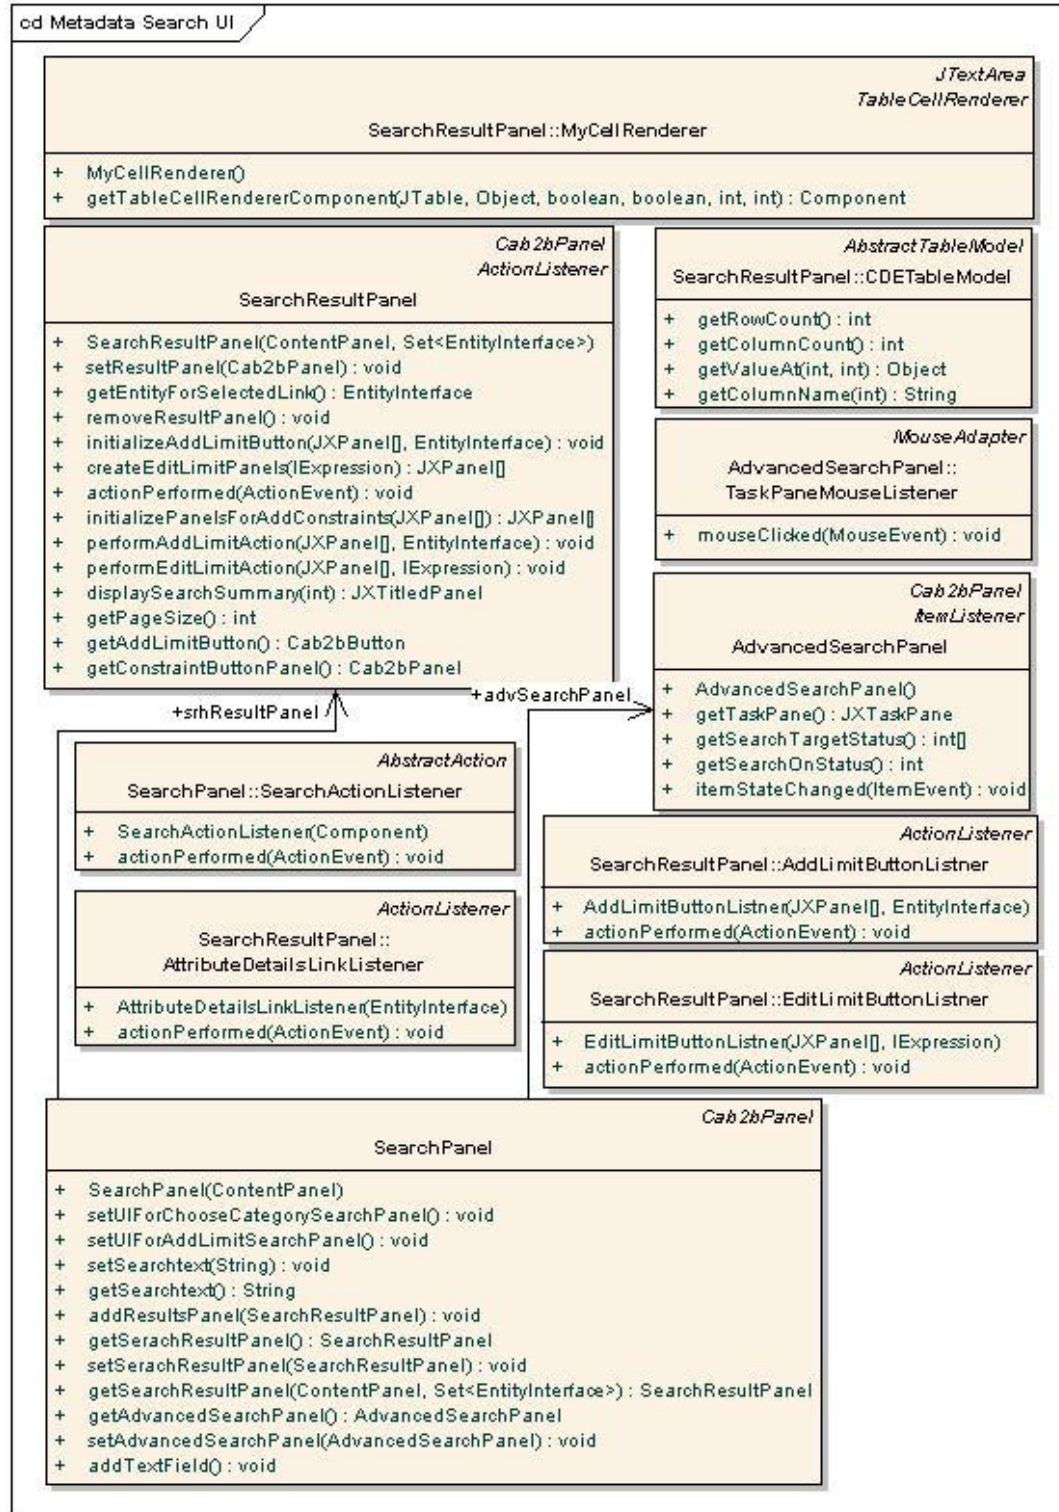 cd Metadata Search UI
JTextArea
TableCellRenderer
SearchResultPanel::MyCellRenderer
+ MyCellRenderer()
+ getTableCellRendererComponent(JTable, Object, boolean, boolean, int, int) : Component
Cab2bPanel
ActionListener
SearchResultPanel
+ SearchResultPanel(ContentPanel, Set<EntityInterface>)
+ setResultPanel(Cab2bPanel) : void
+ getEntityForSelectedLink() : EntityInterface
+ removeResultPanel() : void
+ initializeAddLimitButton(JXPanel[], EntityInterface) : void
+ createEditLimitPanels(IExpression) : JXPanel[]
+ actionPerformed(ActionEvent) : void
+ initializePanelsForAddConstraints(JXPanel[]) : JXPanel[]
+ performAddLimitAction(JXPanel[], EntityInterface) : void
+ performEditLimitAction(JXPanel[], IExpression) : void
+ displaySearchSummary(int) : JXTitledPanel
+ getPageSize() : int
+ getAddLimitButton() : Cab2bButton
+ getConstraintButtonPanel() : Cab2bPanel
AbstractTableModel
SearchResultPanel::CDETableModel
+ getRowCount() : int
+ getColumnCount() : int
+ getValueAt(int, int) : Object
+ getColumnName(int) : String
MouseAdapter
AdvancedSearchPanel::
TaskPaneMouseListener
+ mouseClicked(MouseEvent) : void
Cab2bPanel
ItemListener
AdvancedSearchPanel
+ AdvancedSearchPanel()
+ getTaskPane() : JXTaskPane
+ getSearchTargetStatus() : int[]
+ getSearchOnStatus() : int
+ itemStateChanged(ItemEvent) : void
+srhResultPanel
+advSearchPanel
AbstractAction
SearchPanel::SearchActionListener
+ SearchActionListener(Component)
+ actionPerformed(ActionEvent) : void
ActionListener
SearchResultPanel::
AttributeDetailsLinkListener
+ AttributeDetailsLinkListener(EntityInterface)
+ actionPerformed(ActionEvent) : void
ActionListener
SearchResultPanel::AddLimitButtonListner
+ AddLimitButtonListner(JXPanel[], EntityInterface)
+ actionPerformed(ActionEvent) : void
ActionListener
SearchResultPanel::EditLimitButtonListner
+ EditLimitButtonListner(JXPanel[], IExpression)
+ actionPerformed(ActionEvent) : void
Cab2bPanel
SearchPanel
+ SearchPanel(ContentPanel)
+ setUIForChooseCategorySearchPanel() : void
+ setUIForAddLimitSearchPanel() : void
+ setSearchtext(String) : void
+ getSearchtext() : String
+ addResultsPanel(SearchResultPanel) : void
+ getSerachResultPanel() : SearchResultPanel
+ setSerachResultPanel(SearchResultPanel) : void
+ getSearchResultPanel(ContentPanel, Set<EntityInterface>) : SearchResultPanel
+ getAdvancedSearchPanel() : AdvancedSearchPanel
+ setAdvancedSearchPanel(AdvancedSearchPanel) : void
+ addTextField() : void